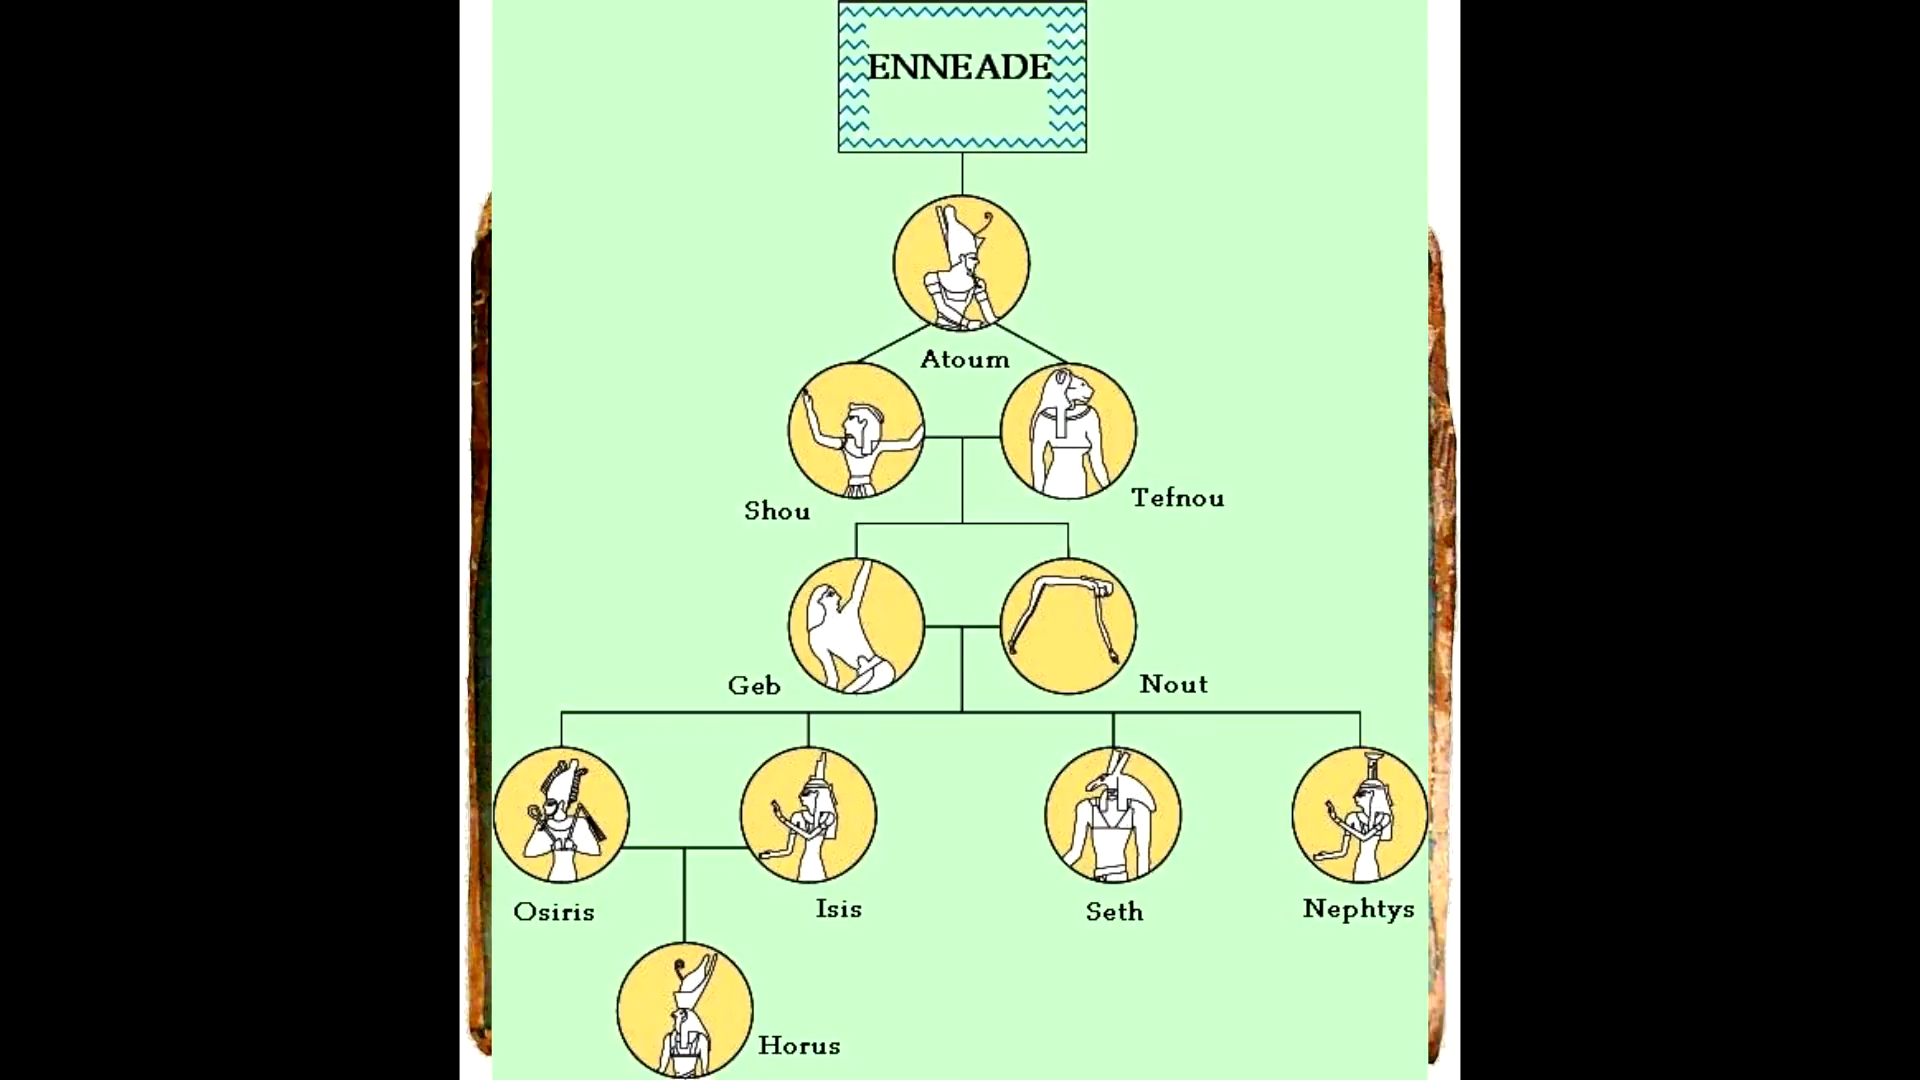 ENNEADE
Atoum
Shou
Tefnou
Geb
Nout
Osiris
Isis
Seth
Nephtys
Horus